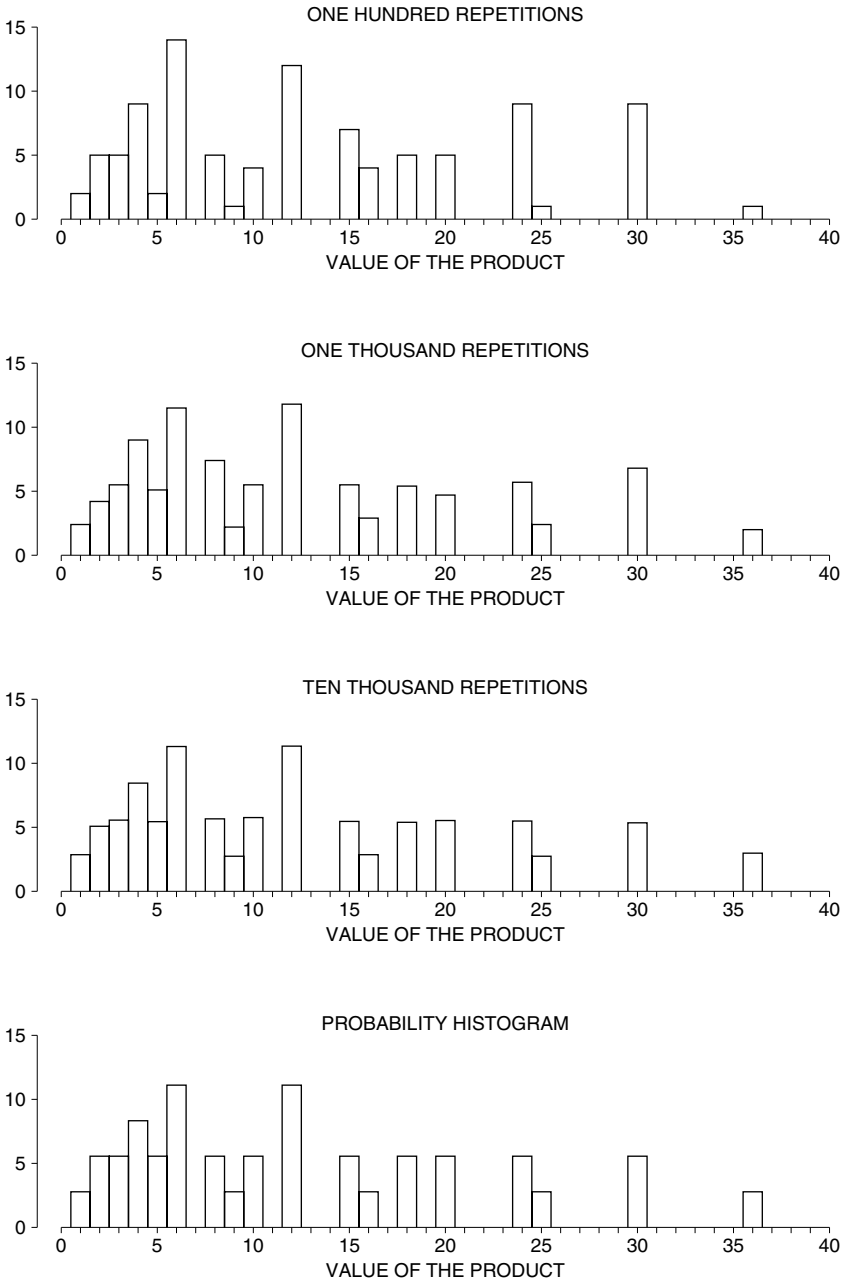 ONE HUNDRED REPETITIONS
15
10
5
0
0 5 10 15 20 25 30 35 40
VALUE OF THE PRODUCT
ONE THOUSAND REPETITIONS
15
10
5
0
0 5 10 15 20 25 30 35 40
VALUE OF THE PRODUCT
TEN THOUSAND REPETITIONS
15
10
5
0
0 5 10 15 20 25 30 35 40
VALUE OF THE PRODUCT
PROBABILITY HISTOGRAM
15
10
5
0
0 5 10 15 20 25 30 35 40
VALUE OF THE PRODUCT